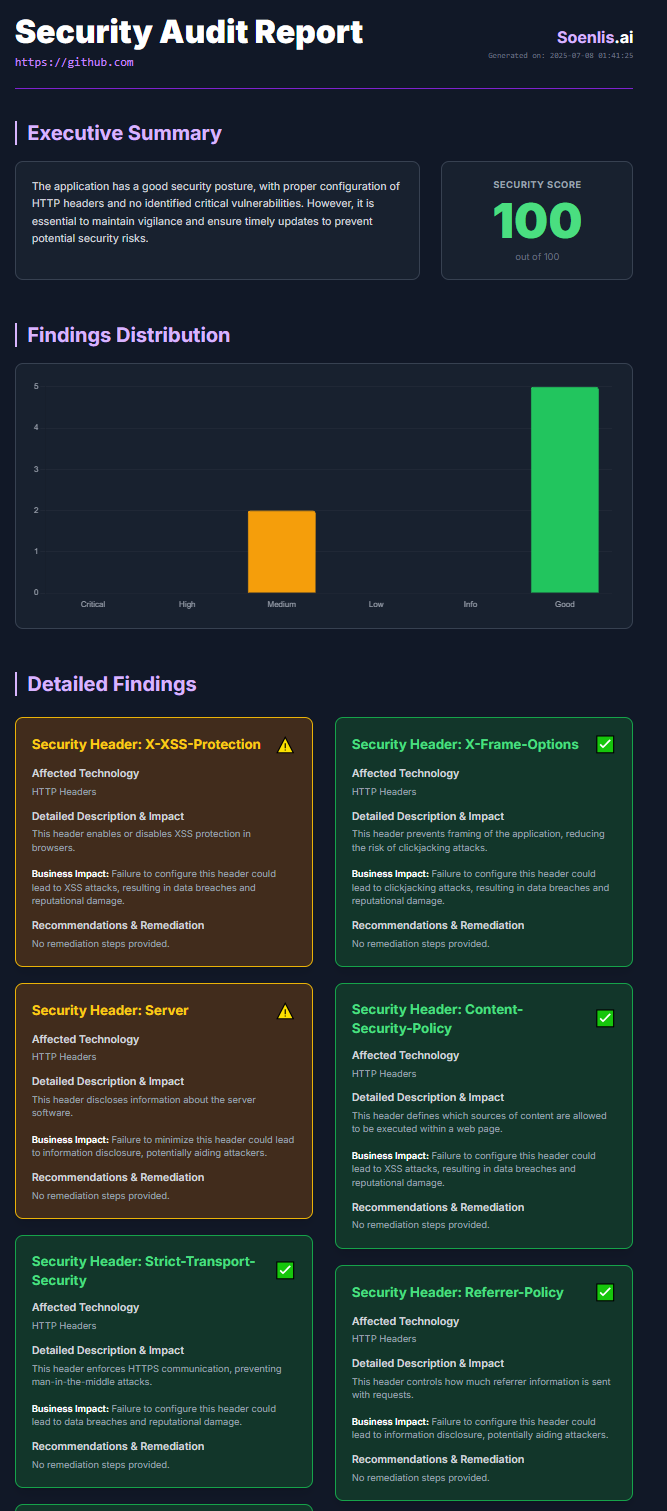 Security Audit Report
https://github.com
Soenlis.ai
Generated on: 2025-07-08 01:41:25
Executive Summary
The application has a good security posture, with proper configuration of
HTTP headers and no identified critical vulnerabilities. However, it is
essential to maintain vigilance and ensure timely updates to prevent
potential security risks.
SECURITY SCORE
100
out of 100
Findings Distribution
5
4
3
2
1
0
Critical
High
Medium
Low
Info
Good
Detailed Findings
Security Header: X-XSS-Protection
Affected Technology
HTTP Headers
Detailed Description & Impact
This header enables or disables XSS protection in
browsers.
Business Impact: Failure to configure this header could
lead to XSS attacks, resulting in data breaches and
reputational damage.
Recommendations & Remediation
No remediation steps provided.
Security Header: Server
Affected Technology
HTTP Headers
Detailed Description & Impact
This header discloses information about the server
software.
Business Impact: Failure to minimize this header could lead
to information disclosure, potentially aiding attackers.
Recommendations & Remediation
No remediation steps provided.
Security Header: Strict-Transport-
Security
Affected Technology
HTTP Headers
Detailed Description & Impact
This header enforces HTTPS communication, preventing
man-in-the-middle attacks.
Business Impact: Failure to configure this header could
lead to data breaches and reputational damage.
Recommendations & Remediation
No remediation steps provided.
Security Header: X-Frame-Options
Affected Technology
HTTP Headers
Detailed Description & Impact
This header prevents framing of the application, reducing
the risk of clickjacking attacks.
Business Impact: Failure to configure this header could
lead to clickjacking attacks, resulting in data breaches and
reputational damage.
Recommendations & Remediation
No remediation steps provided.
Security Header: Content-
Security-Policy
Affected Technology
HTTP Headers
Detailed Description & Impact
This header defines which sources of content are allowed
to be executed within a web page.
Business Impact: Failure to configure this header could
lead to XSS attacks, resulting in data breaches and
reputational damage.
Recommendations & Remediation
No remediation steps provided.
Security Header: Referrer-Policy
Affected Technology
HTTP Headers
Detailed Description & Impact
This header controls how much referrer information is sent
with requests.
Business Impact: Failure to configure this header could
lead to information disclosure, potentially aiding attackers.
Recommendations & Remediation
No remediation steps provided.